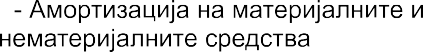 - Амортизација на материјалните и
нематеријалните средства